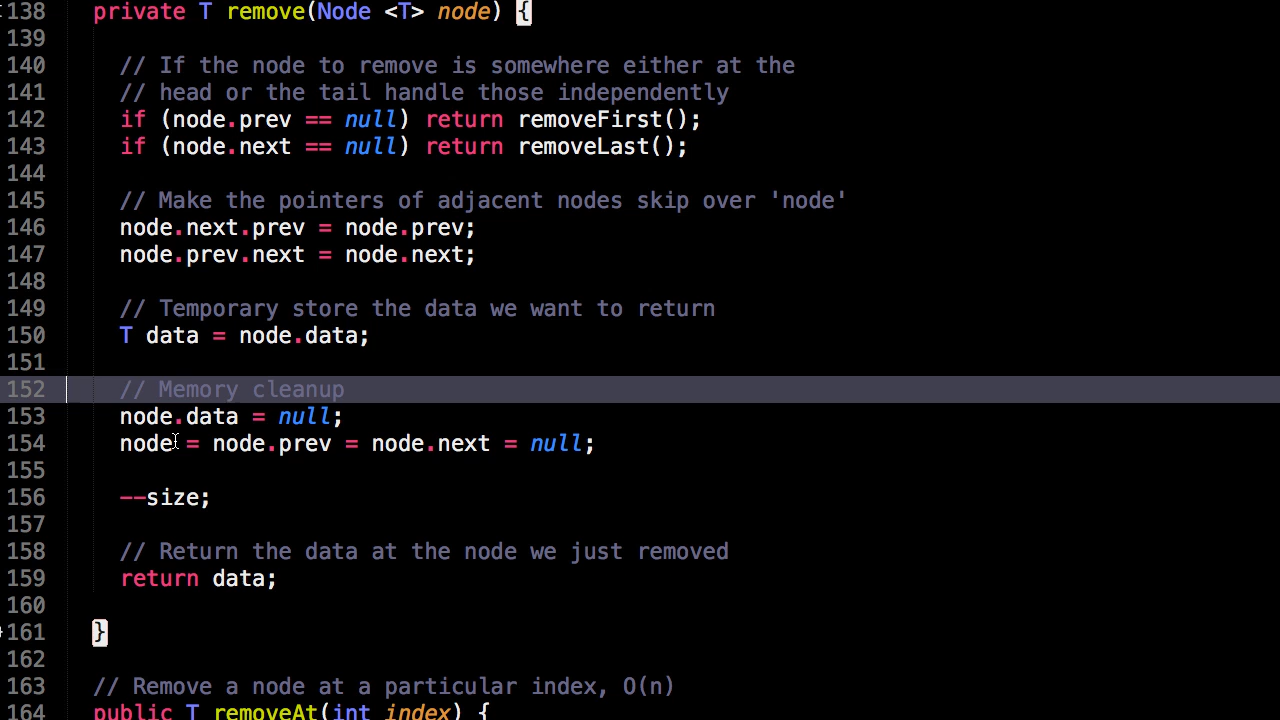 138 private T remove(Node <T> node) {
139
140 // If the node to remove is somewhere either at the
141 // head or the tail handle those independently
142 if (node.prev == null) return removeFirst();
143 if (node.next == null) return removeLast();
144
145 // Make the pointers of adjacent nodes skip over 'node'
146 node.next.prev = node.prev;
147 node.prev.next = node.next;
148
149 // Temporary store the data we want to return
150 T data = node.data;
151
152 // Memory cleanup
153 node.data = null;
154 node = node.prev = node.next = null;
155
156 --size;
157
158 // Return the data at the node we just removed
159 return data;
160
161 }
162
163 // Remove a node at a particular index, O(n)
164 public T removeAt(int index) {